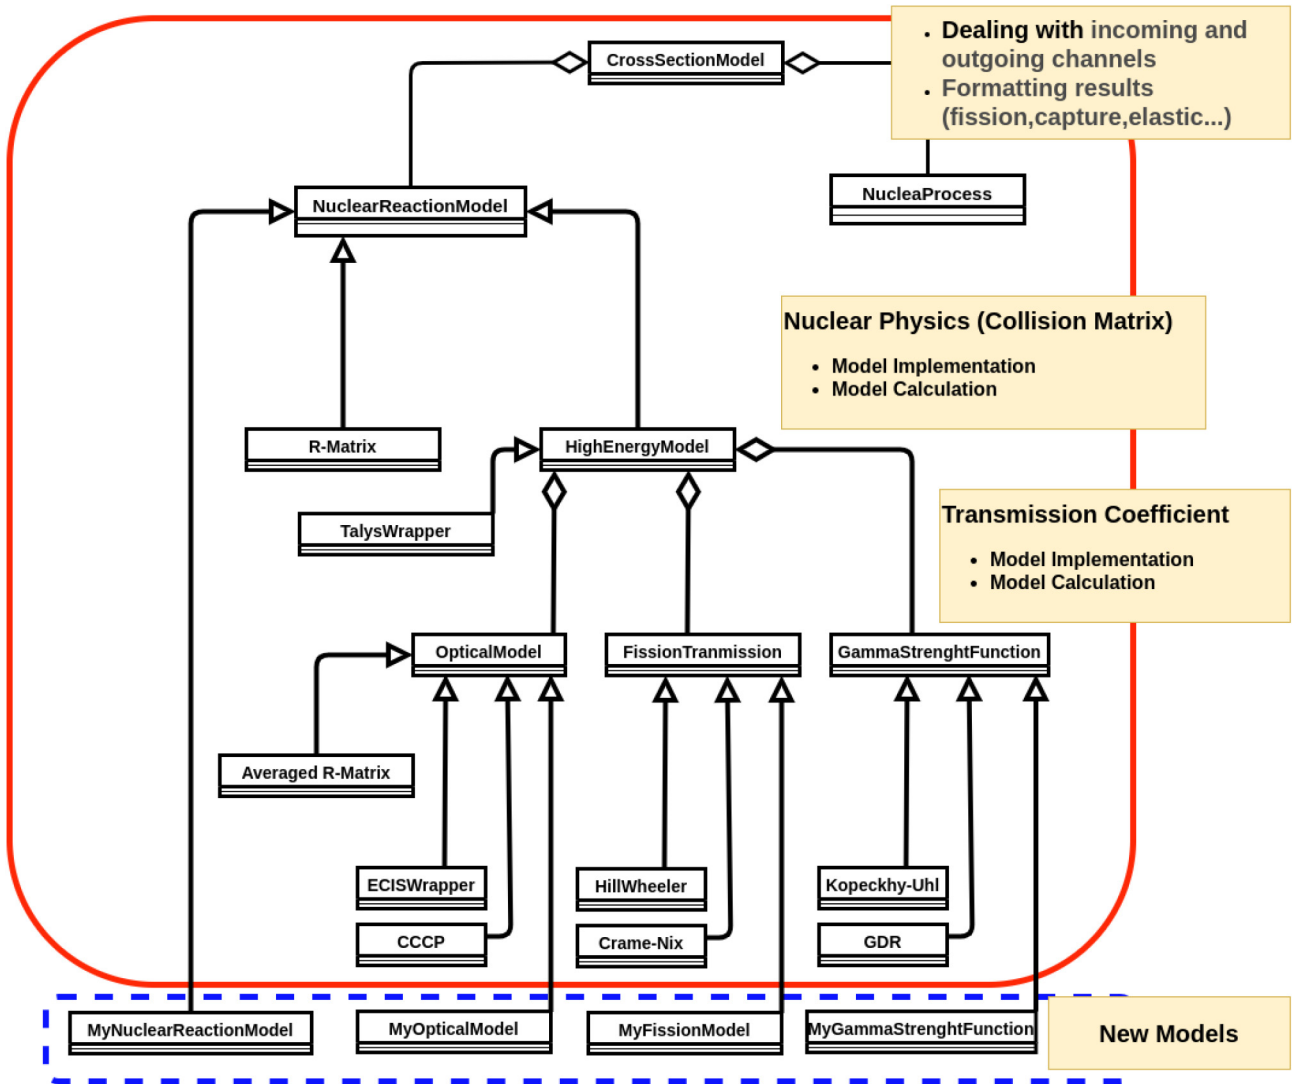 • Dealing with incoming and
outgoing channels
• Formatting results
(fission,capture,elastic...)
CrossSectionModel
NucleaProcess
NuclearReactionModel
Nuclear Physics (Collision Matrix)
• Model Implementation
• Model Calculation
R-Matrix
HighEnergyModel
TalysWrapper
Transmission Coefficient
• Model Implementation
• Model Calculation
OpticalModel
FissionTranmission
GammaStrenghtFunction
Averaged R-Matrix
ECISWrapper
HillWheeler
Kopeckhy-Uhl
CCCP
Crame-Nix
GDR
MyNuclearReactionModel
MyOpticalModel
MyFissionModel
MyGammaStrenghtFunction
New Models